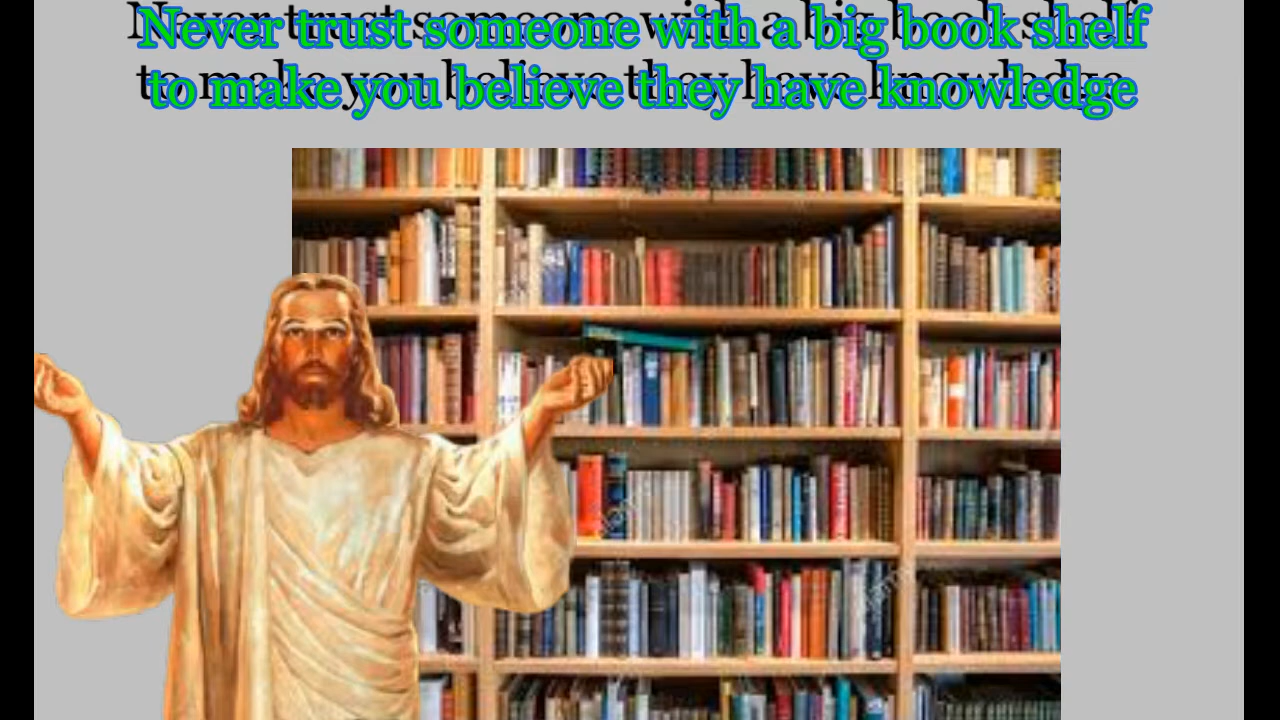 Never trust someone with a big book shelf
to make you believe they have knowledge